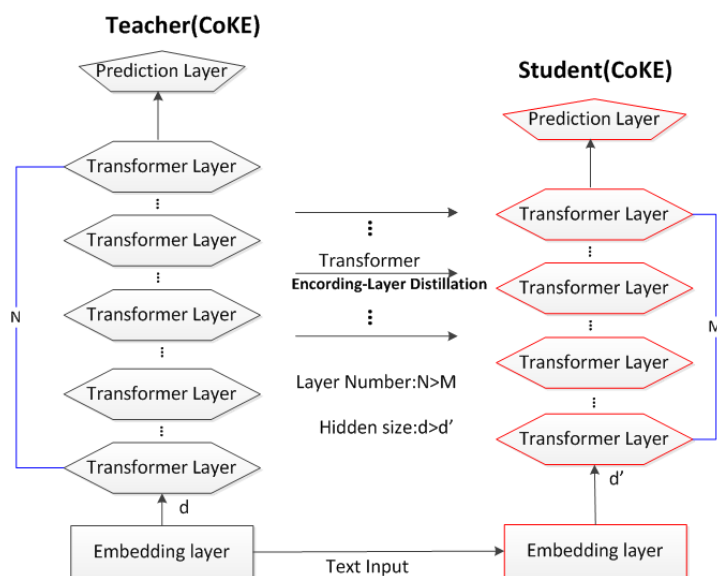 Teacher(CoKE)
Prediction Layer
Transformer Layer
Transformer Layer
Transformer Layer
Transformer Layer
Transformer Layer
N
d
Embedding layer
Transformer
Encording-Layer Distillation
Layer Number:N>M
Hidden size:d>d’
Text Input
Student(CoKE)
Prediction Layer
Transformer Layer
Transformer Layer
Transformer Layer
Transformer Layer
M
d’
Embedding layer